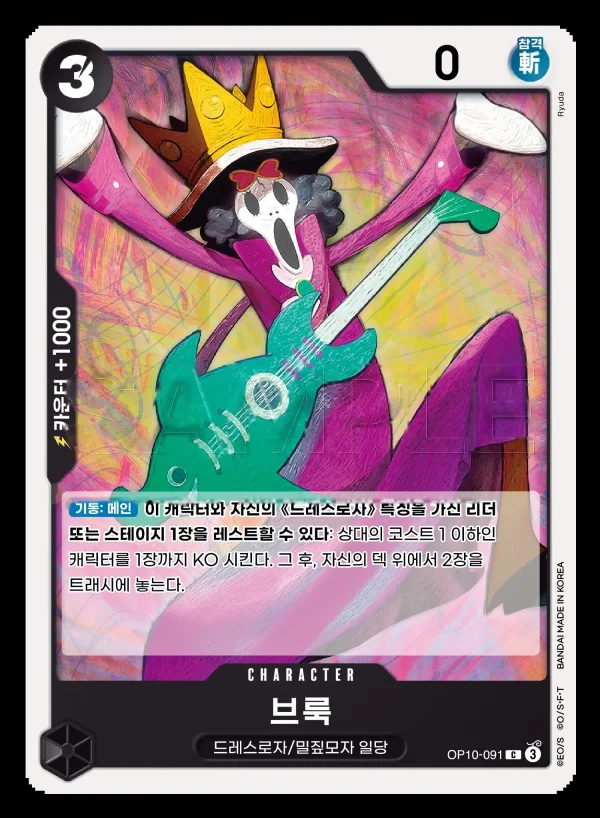 3
0
참격
斬
Ryuda
⚡카운터 +1000
SAMPLE
기동: 메인 이 캐릭터와 자신의 《드레스로자》 특징을 가진 리더
또는 스테이지 1장을 레스트할 수 있다: 상대의 코스트 1 이하인
캐릭터를 1장까지 KO 시킨다. 그 후, 자신의 덱 위에서 2장을
트래시에 놓는다.
CHARACTER
브룩
드레스로자/밀짚모자 일당
OP10-091 C 3
©EO/S ©O/S·F·T BANDAI MADE IN KOREA